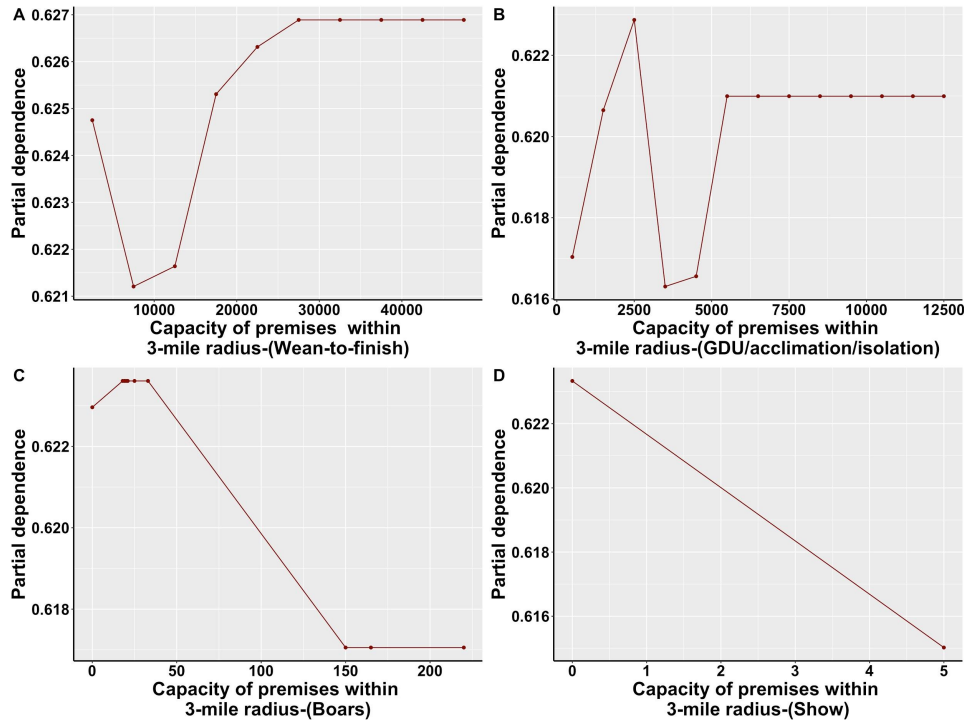 A
Partial dependence
0.627
0.626
0.625
0.624
0.623
0.622
0.621
10000 20000 30000 40000
Capacity of premises within
3-mile radius-(Wean-to-finish)
B
Partial dependence
0.622
0.620
0.618
0.616
0 2500 5000 7500 10000 12500
Capacity of premises within
3-mile radius-(GDU/acclimation/isolation)
C
Partial dependence
0.622
0.620
0.618
0 50 100 150 200
Capacity of premises within
3-mile radius-(Boars)
D
Partial dependence
0.622
0.620
0.618
0.616
0 1 2 3 4 5
Capacity of premises within
3-mile radius-(Show)